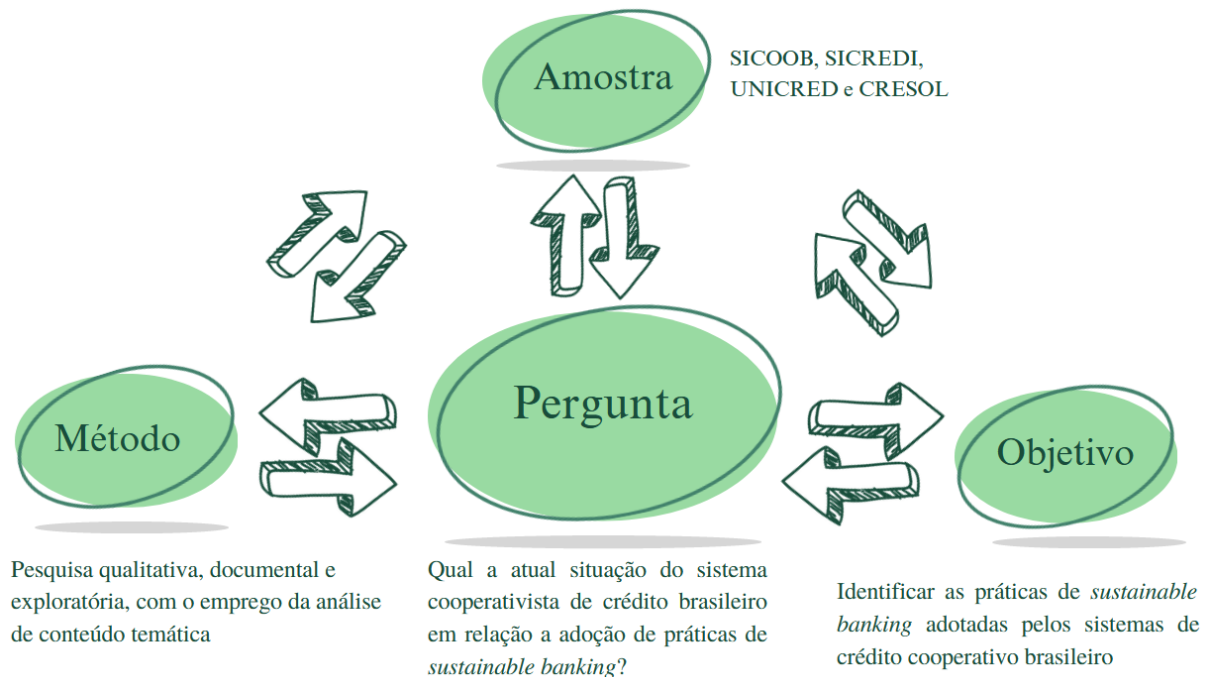 Amostra
SICOOB, SICREDI,
UNICRED e CRESOL
Método
Pergunta
Objetivo
Pesquisa qualitativa, documental e
exploratória, com o emprego da análise
de conteúdo temática
Qual a atual situação do sistema
cooperativista de crédito brasileiro
em relação a adoção de práticas de
sustainable banking?
Identificar as práticas de sustainable
banking adotadas pelos sistemas de
crédito cooperativo brasileiro